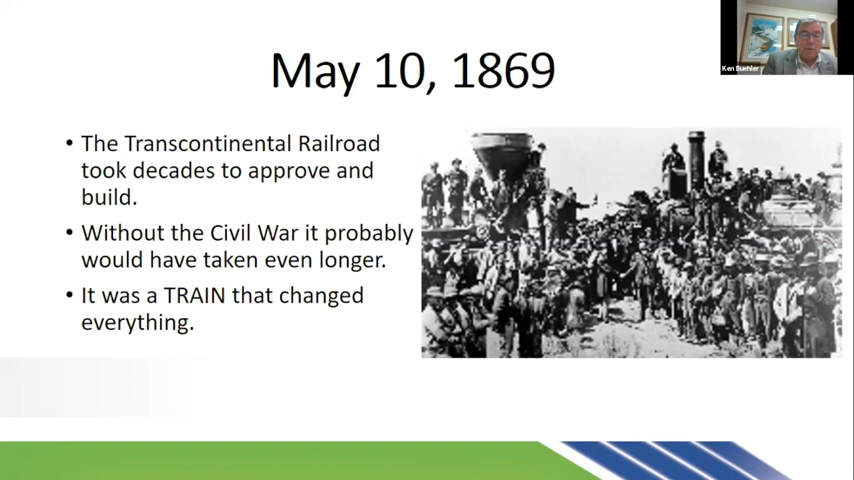 May 10, 1869
Ken Buehler
• The Transcontinental Railroad
took decades to approve and
build.
• Without the Civil War it probably
would have taken even longer.
• It was a TRAIN that changed
everything.